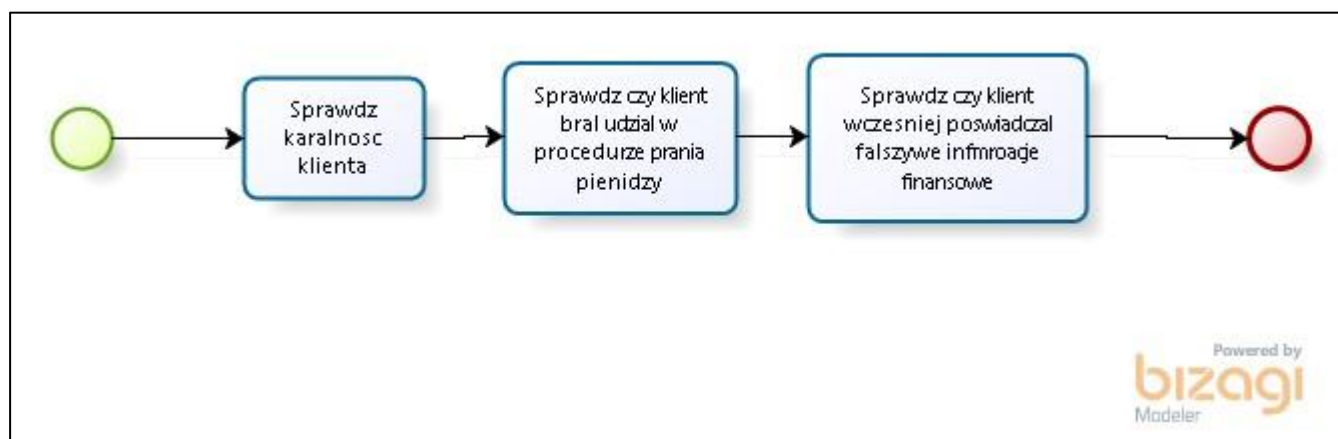 Sprawdz
karalnosc
klienta
Sprawdz czy klient
bral udzial w
procedurze prania
pienidzy
Sprawdz czy klient
wczesniej poswiadczal
falszywe infmroacje
finansowe
Powered by
bizagi
Modeler